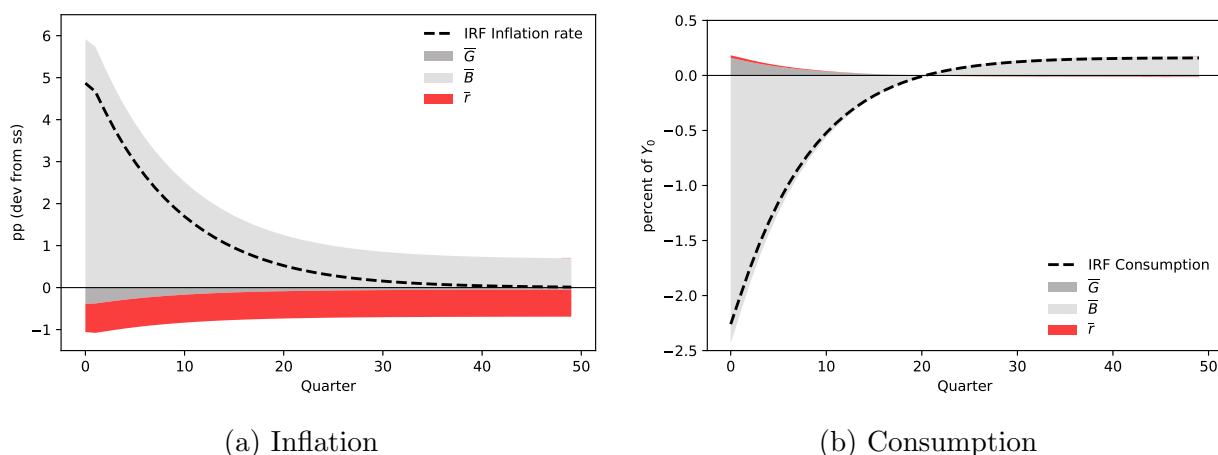 6
5
4
3
2
1
0
−1
pp (dev from ss)
IRF Inflation rate
G̅
B̅
r̅
0 10 20 30 40 50
Quarter
(a) Inflation
0.5
0.0
−0.5
−1.0
−1.5
−2.0
−2.5
percent of Y₀
IRF Consumption
G̅
B̅
r̅
0 10 20 30 40 50
Quarter
(b) Consumption